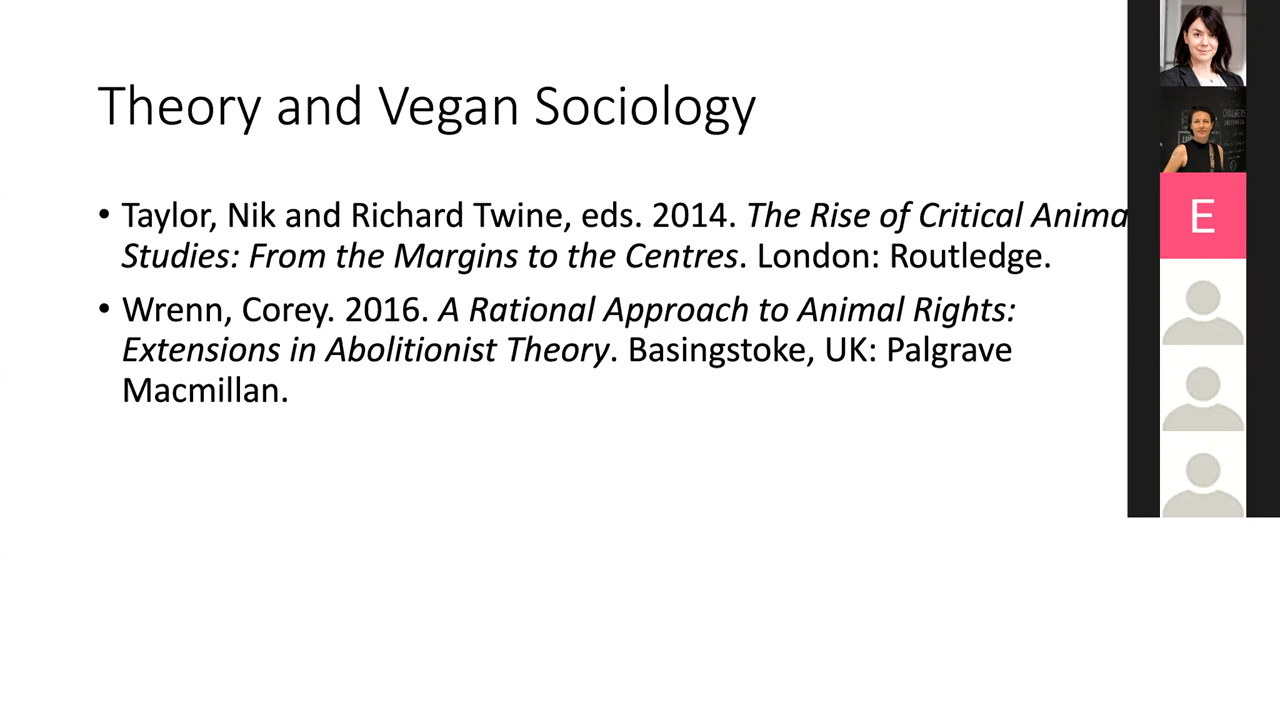 Theory and Vegan Sociology
• Taylor, Nik and Richard Twine, eds. 2014. The Rise of Critical Anima
Studies: From the Margins to the Centres. London: Routledge.
• Wrenn, Corey. 2016. A Rational Approach to Animal Rights:
Extensions in Abolitionist Theory. Basingstoke, UK: Palgrave
Macmillan.
CHALMERS
E